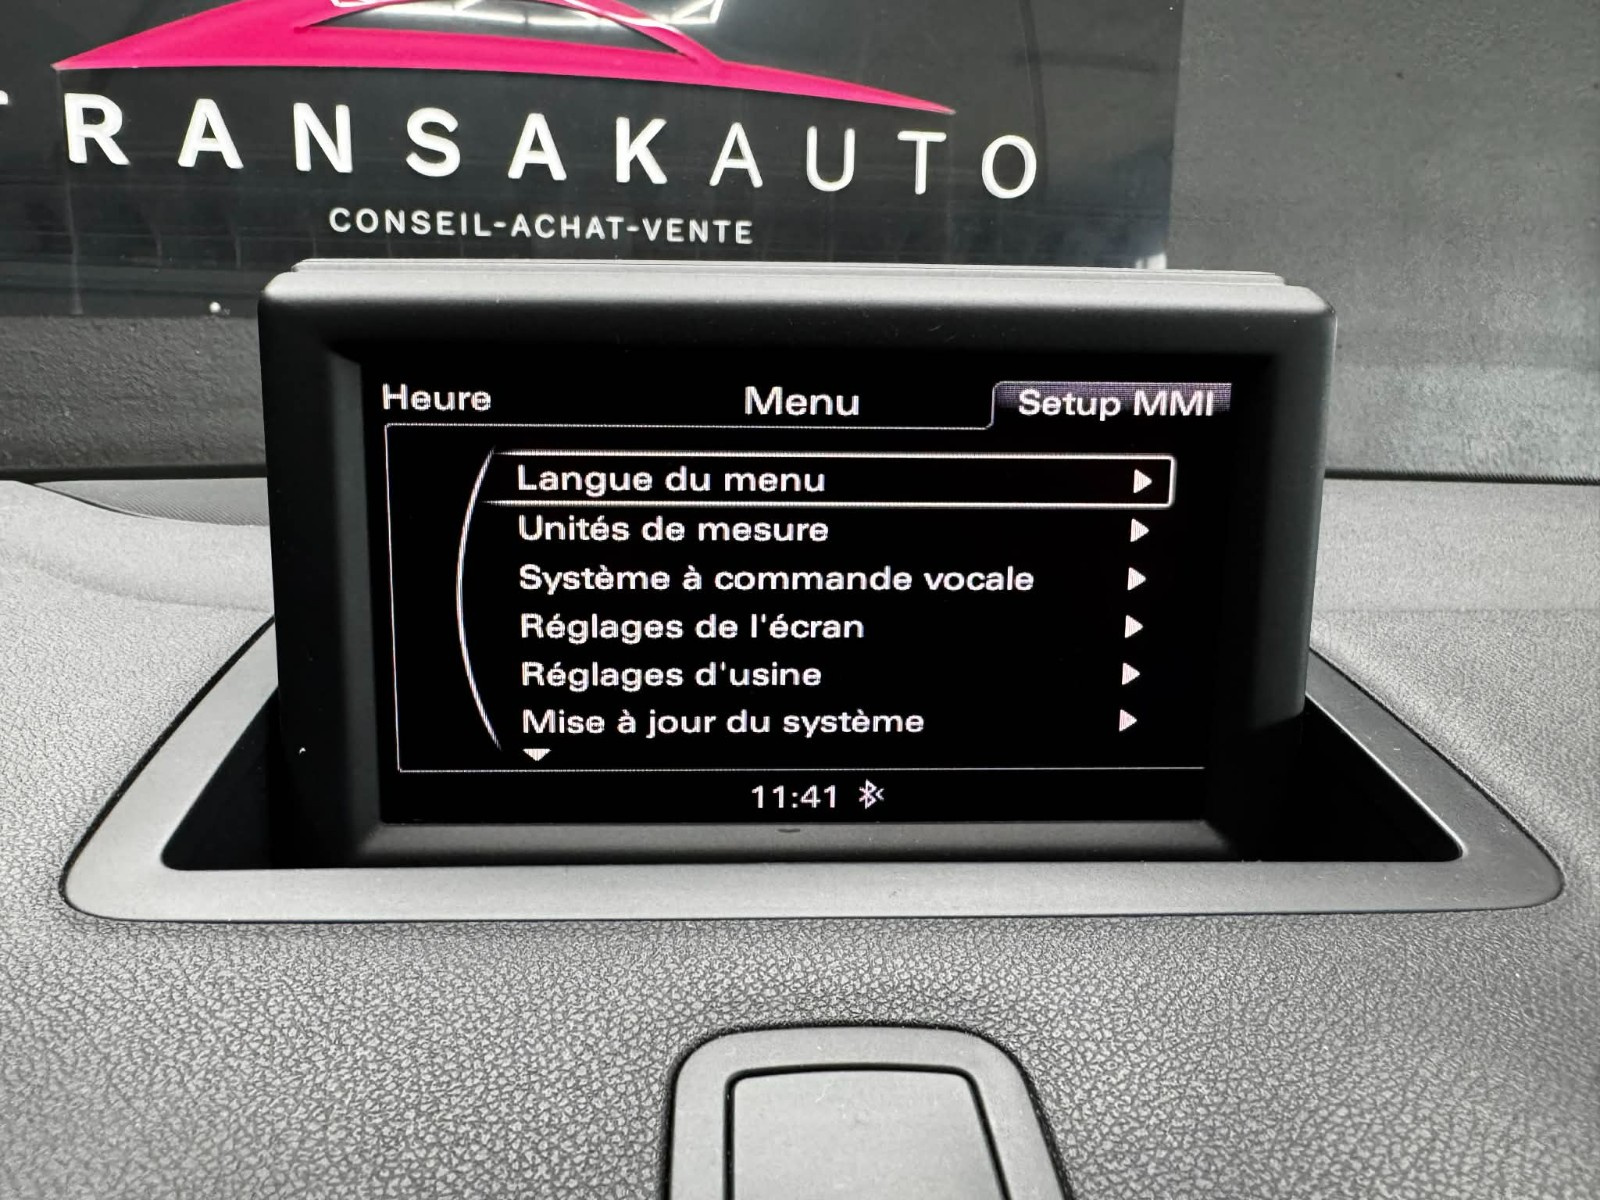 TRANSAKAUTO
CONSEIL-ACHAT-VENTE
Heure Menu Setup MMI
Langue du menu
Unités de mesure
Système à commande vocale
Réglages de l'écran
Réglages d'usine
Mise à jour du système
11:41